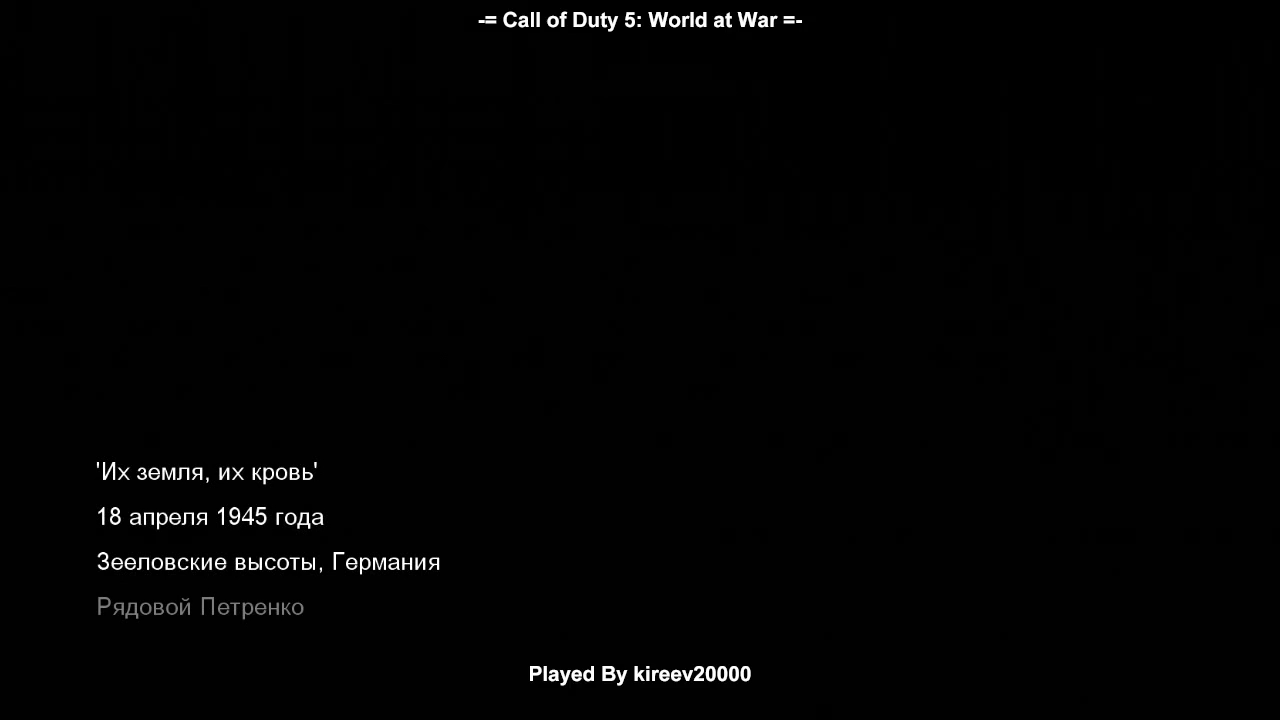 -= Call of Duty 5: World at War =-
'Их земля, их кровь'
18 апреля 1945 года
Зееловские высоты, Германия
Рядовой Петренко
Played By kireev20000